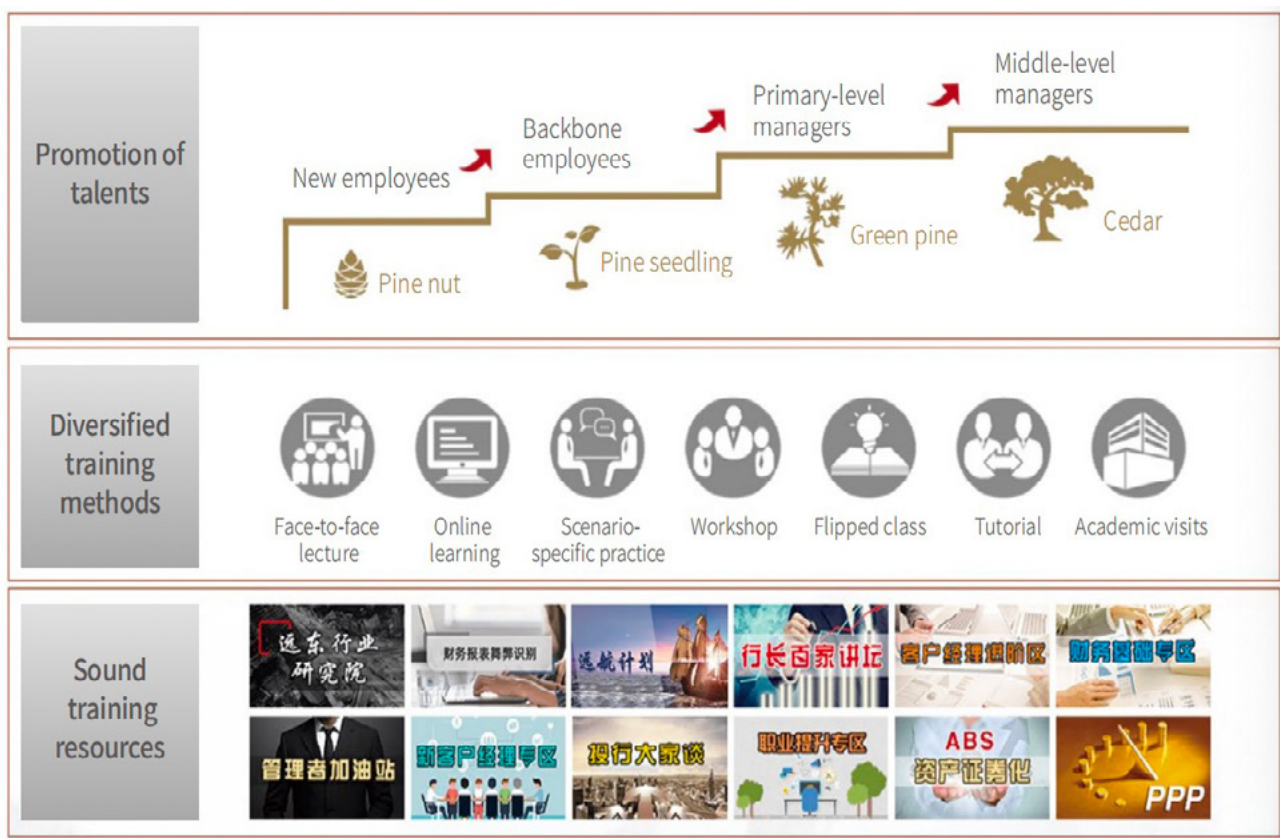 Promotion of
talents
New employees
Backbone
employees
Primary-level
managers
Middle-level
managers
Pine nut
Pine seedling
Green pine
Cedar
Diversified
training
methods
Face-to-face
lecture
Online
learning
Scenario-
specific practice
Workshop
Flipped class
Tutorial
Academic visits
Sound
training
resources
远东行业
研究院
财务报表舞弊识别
远航计划
行长百家讲坛
客户经理进阶区
财务基础专区
管理者加油站
新客户经理专区
投行大家谈
职业提升专区
ABS
资产证券化
PPP